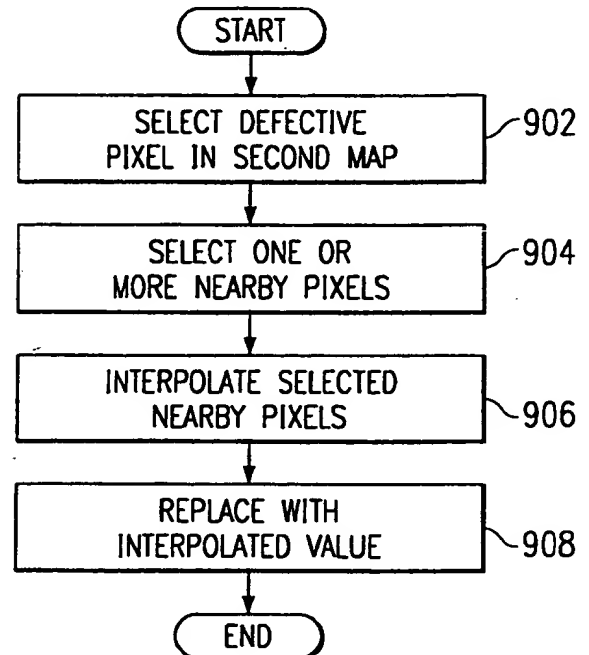 START
SELECT DEFECTIVE
PIXEL IN SECOND MAP
902
SELECT ONE OR
MORE NEARBY PIXELS
904
INTERPOLATE SELECTED
NEARBY PIXELS
906
REPLACE WITH
INTERPOLATED VALUE
908
END